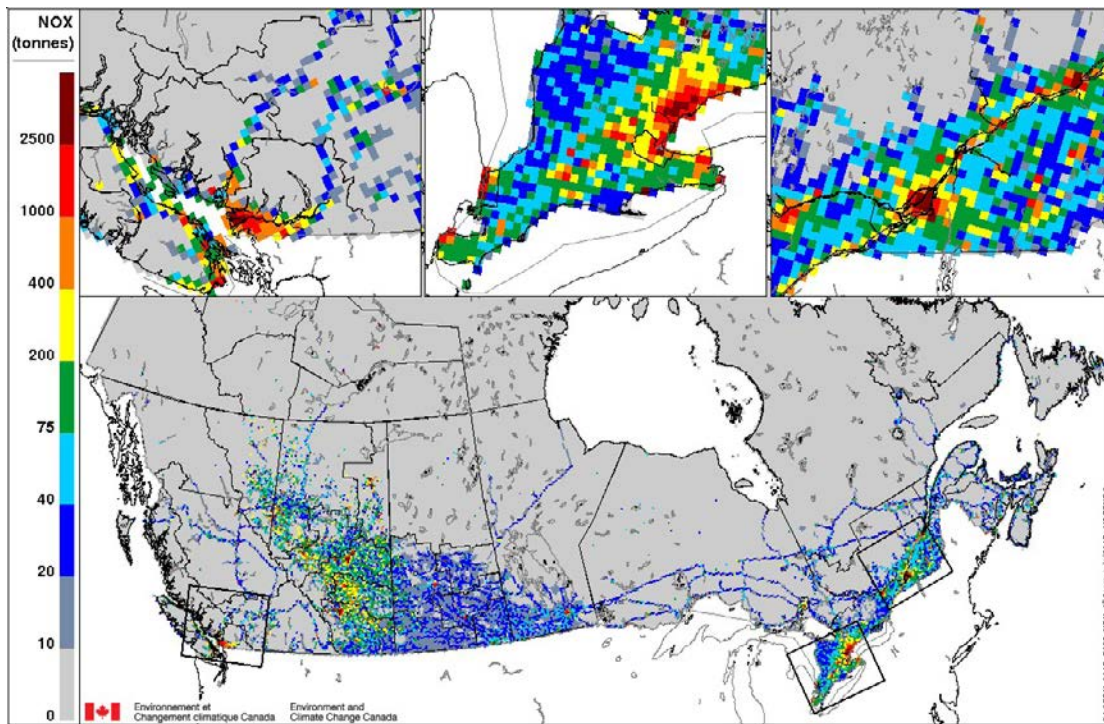 NOX
(tonnes)
2500
1000
400
200
75
40
20
10
0
Environnement et
Changement climatique Canada
Environment and
Climate Change Canada